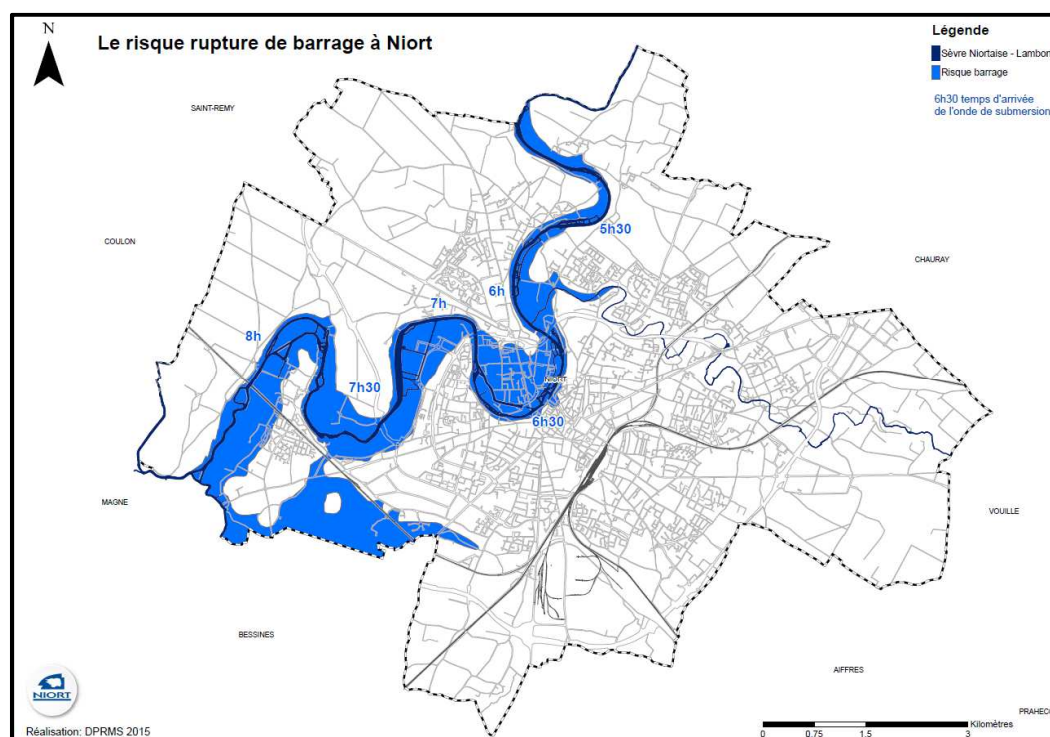 N
Le risque rupture de barrage à Niort
Légende
Sèvre Niortaise - Lambon
Risque barrage
6h30 temps d'arrivée
de l'onde de submersion
SAINT-REMY
COULON
CHAURAY
5h30
6h
7h
8h
7h30
NIORT
6h30
MAGNE
VOUILLE
BESSINES
AIFFRES
PRAHECQ
NIORT
Réalisation: DPRMS 2015
Kilomètres
0 0.75 1.5 3